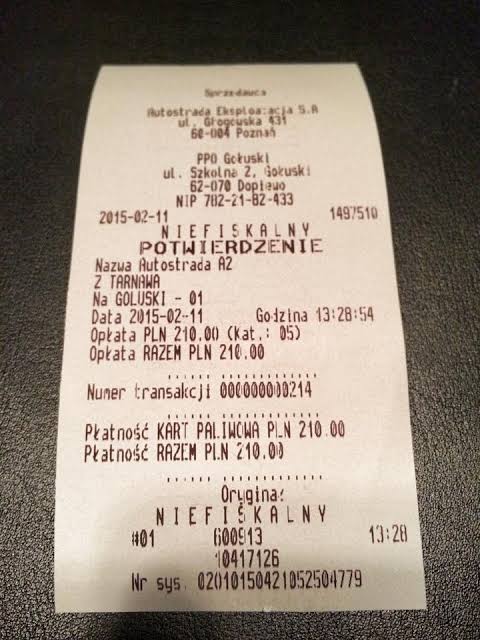 Sprzedawca
Autostrada Eksploatacja S.A
ul. Głogowska 431
60-004 Poznań
PPO Gołuski
ul. Szkolna 2, Gołuski
62-070 Dopiewo
NIP 782-21-82-433
2015-02-11 1497510
NIEFISKALNY
POTWIERDZENIE
Nazwa Autostrada A2
Z TARNAWA
Na GOLUSKI - 01
Data 2015-02-11 Godzina 13:28:54
Opłata PLN 210.00 (kat.: 05)
Opłata RAZEM PLN 210.00
Numer transakcji 000000000214
Płatność KART PALIWOWA PLN 210.00
Płatność RAZEM PLN 210.00
Oryginał
NIEFISKALNY
#01 600913 13:28
10417126
Nr sys. 02010150421052504779